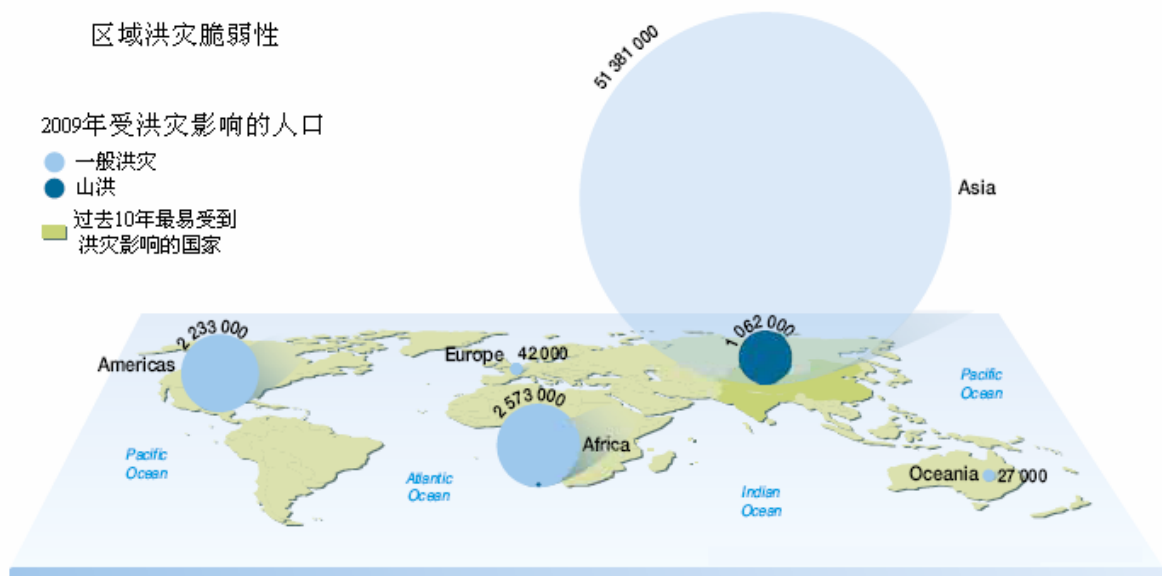 区域洪灾脆弱性
2009年受洪灾影响的人口
一般洪灾
山洪
过去10年最易受到
洪灾影响的国家
51 381 000
Asia
2 233 000
Americas
Europe 42 000
1 062 000
2 573 000
Africa
Pacific
Ocean
Pacific
Ocean
Atlantic
Ocean
Indian
Ocean
Oceania 27 000